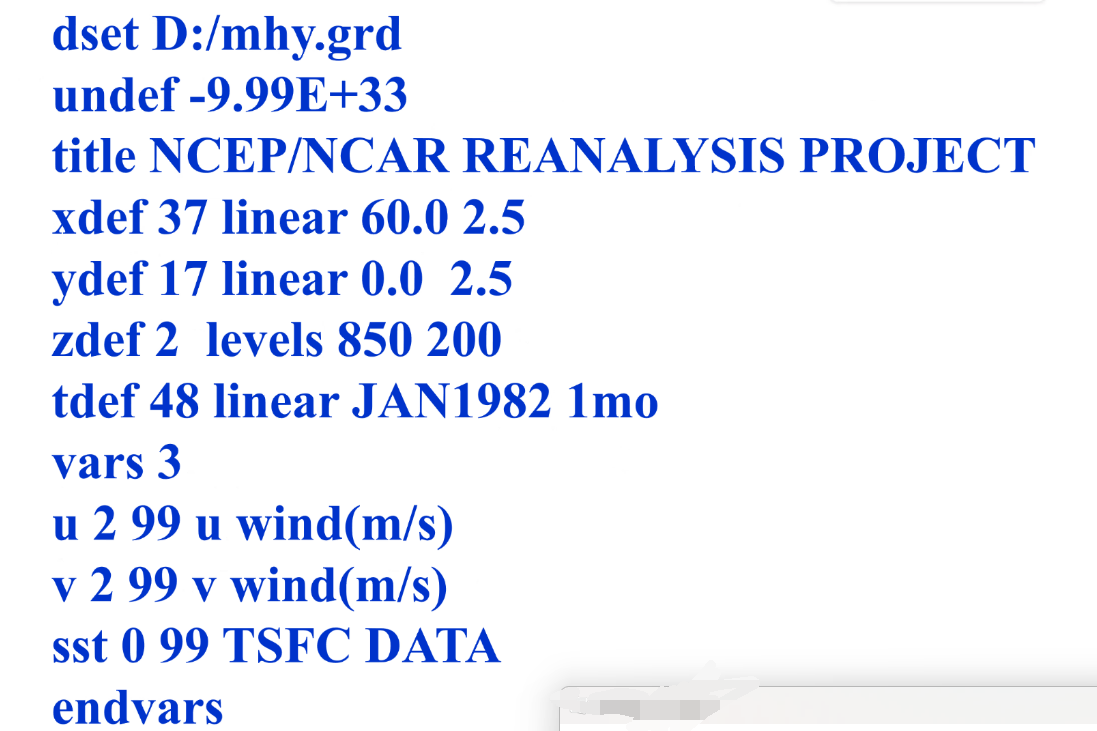 dset D:/mhy.grd
undef -9.99E+33
title NCEP/NCAR REANALYSIS PROJECT
xdef 37 linear 60.0 2.5
ydef 17 linear 0.0  2.5
zdef 2  levels 850 200
tdef 48 linear JAN1982 1mo
vars 3
u 2 99 u wind(m/s)
v 2 99 v wind(m/s)
sst 0 99 TSFC DATA
endvars